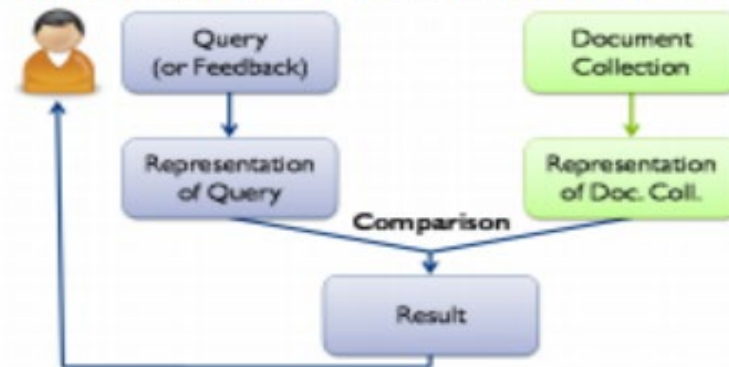 Query
(or Feedback)
Document
Collection
Representation
of Query
Representation
of Doc. Coll.
Comparison
Result